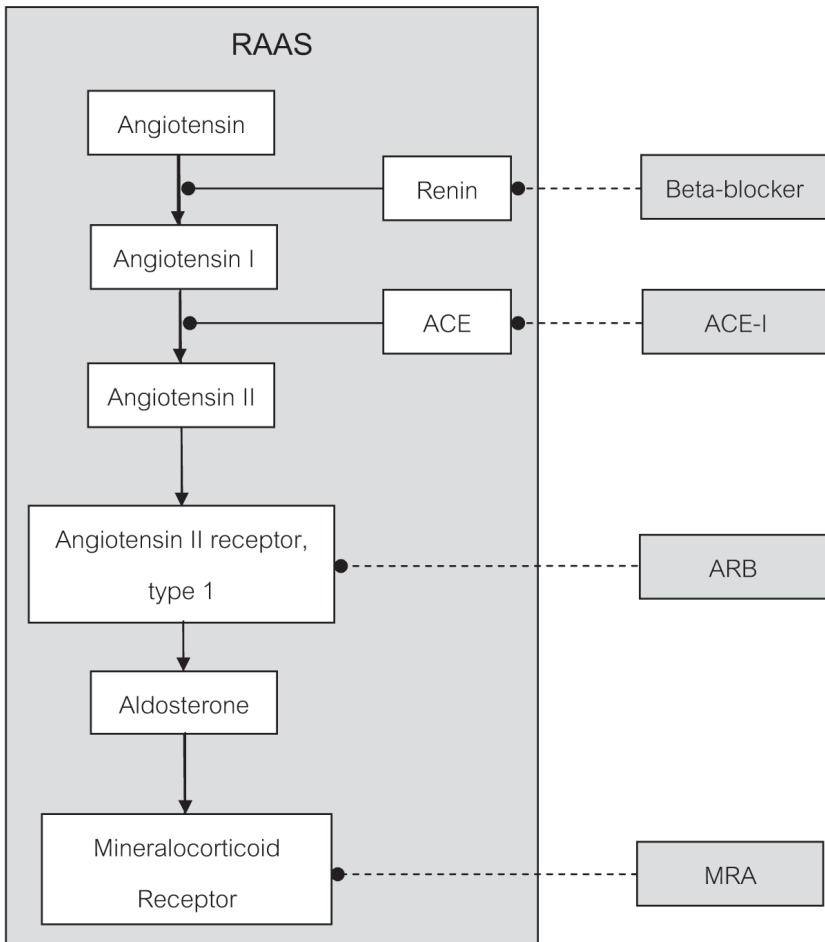 RAAS
Angiotensin
Renin
Beta-blocker
Angiotensin I
ACE
ACE-I
Angiotensin II
Angiotensin II receptor,
type 1
ARB
Aldosterone
Mineralocorticoid
Receptor
MRA